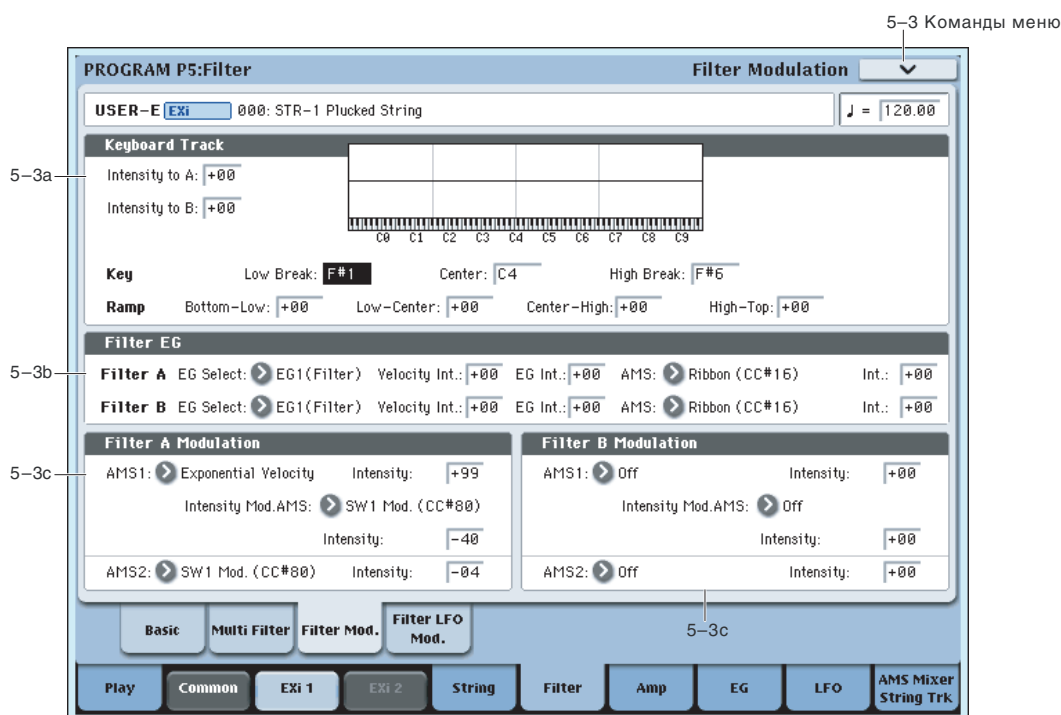 5–3 Команды меню
PROGRAM P5:Filter Filter Modulation
USER–E EXi 000: STR–1 Plucked String ♩ = 120.00
Keyboard Track
5–3a
Intensity to A: +00
Intensity to B: +00
C0 C1 C2 C3 C4 C5 C6 C7 C8 C9
Key Low Break: F#1 Center: C4 High Break: F#6
Ramp Bottom–Low: +00 Low–Center: +00 Center–High: +00 High–Top: +00
Filter EG
5–3b
Filter A EG Select: EG1(Filter) Velocity Int.: +00 EG Int.: +00 AMS: Ribbon (CC#16) Int.: +00
Filter B EG Select: EG1(Filter) Velocity Int.: +00 EG Int.: +00 AMS: Ribbon (CC#16) Int.: +00
Filter A Modulation
5–3c
AMS1: Exponential Velocity Intensity: +99
Intensity Mod.AMS: SW1 Mod. (CC#80)
Intensity: –40
AMS2: SW1 Mod. (CC#80) Intensity: –04
Filter B Modulation
AMS1: Off Intensity: +00
Intensity Mod.AMS: Off
Intensity: +00
AMS2: Off Intensity: +00
5–3c
Basic Multi Filter Filter Mod. Filter LFO Mod.
Play Common EXi 1 EXi 2 String Filter Amp EG LFO AMS Mixer String Trk